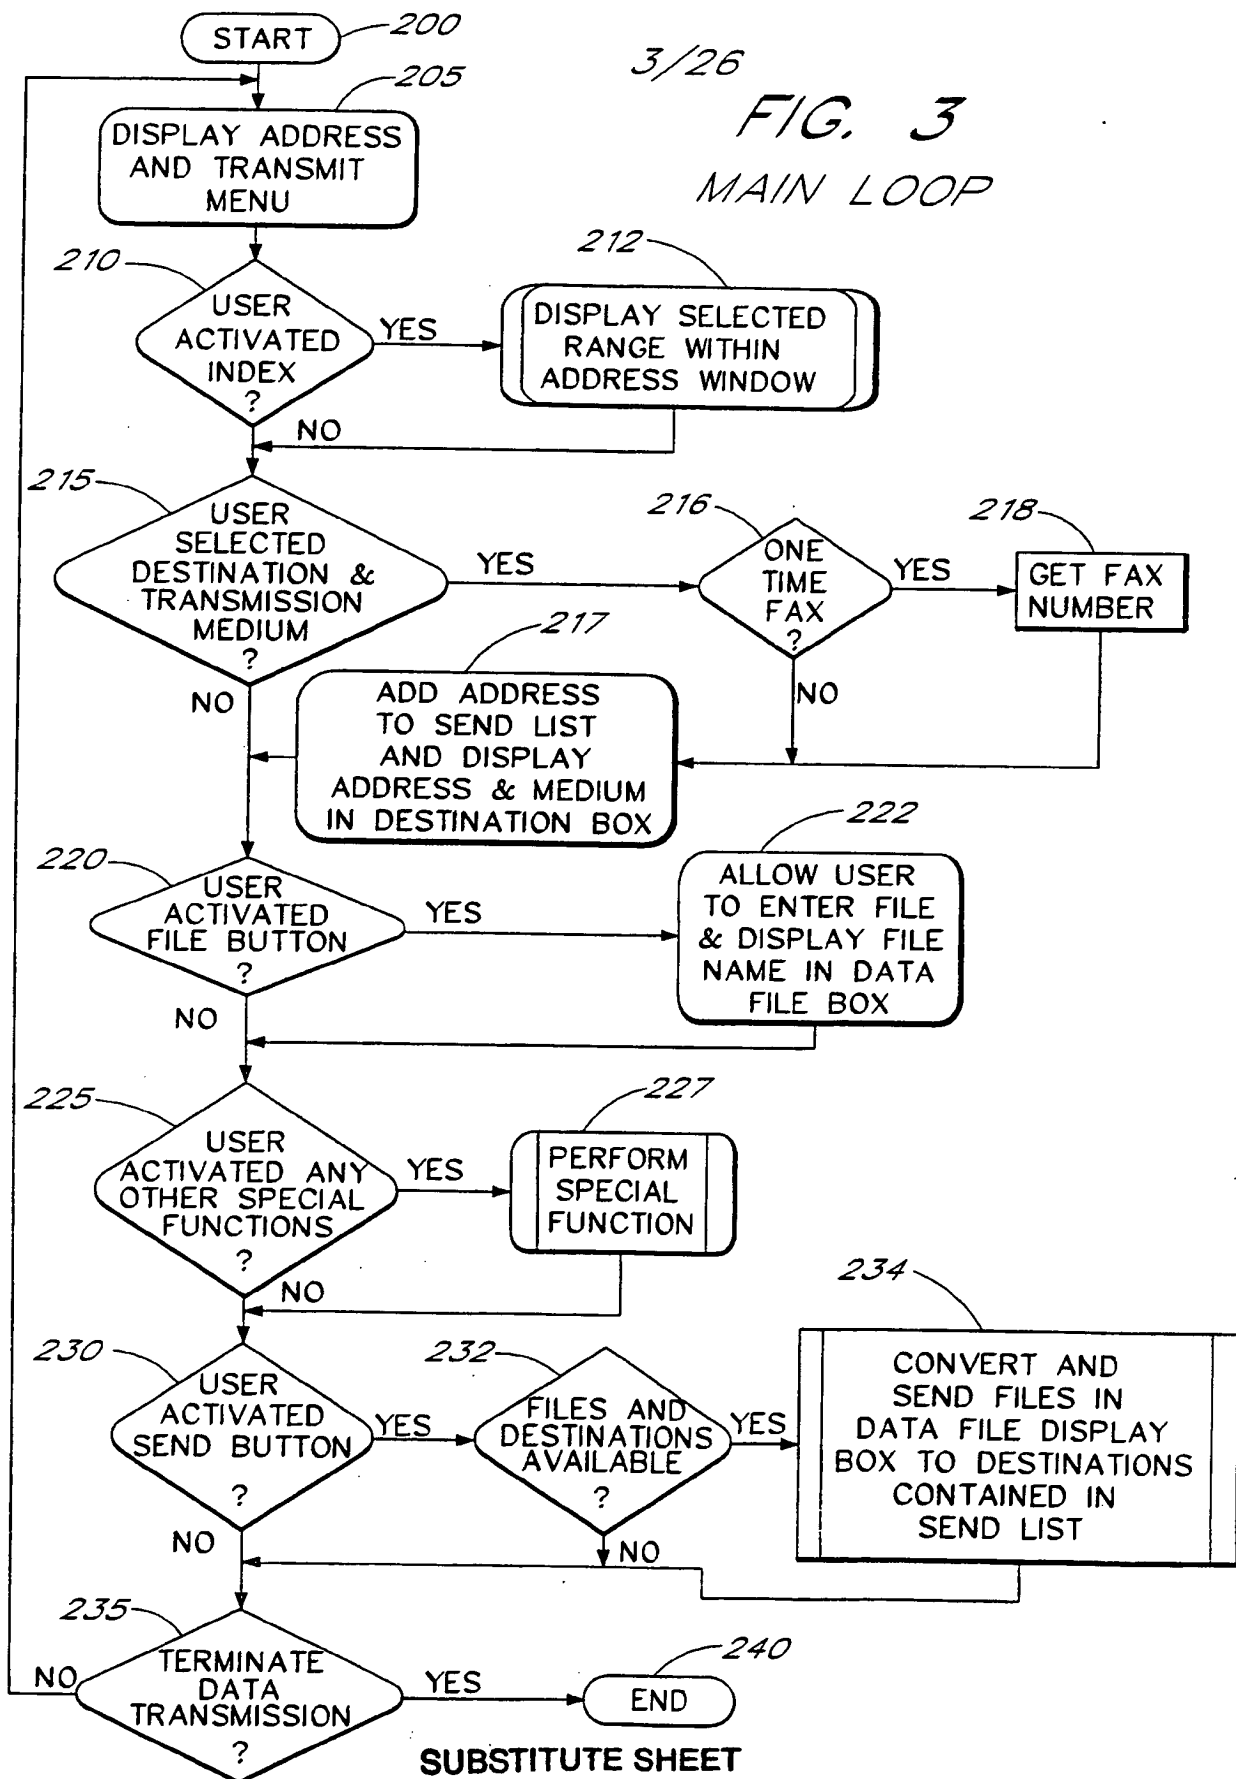 START
200
3/26
FIG. 3
MAIN LOOP
205
DISPLAY ADDRESS
AND TRANSMIT
MENU
210
USER
ACTIVATED
INDEX
?
YES
212
DISPLAY SELECTED
RANGE WITHIN
ADDRESS WINDOW
NO
215
USER
SELECTED
DESTINATION &
TRANSMISSION
MEDIUM
?
YES
216
ONE
TIME
FAX
?
YES
218
GET FAX
NUMBER
NO
NO
217
ADD ADDRESS
TO SEND LIST
AND DISPLAY
ADDRESS & MEDIUM
IN DESTINATION BOX
220
USER
ACTIVATED
FILE BUTTON
?
YES
222
ALLOW USER
TO ENTER FILE
& DISPLAY FILE
NAME IN DATA
FILE BOX
NO
225
USER
ACTIVATED ANY
OTHER SPECIAL
FUNCTIONS
?
YES
227
PERFORM
SPECIAL
FUNCTION
NO
230
USER
ACTIVATED
SEND BUTTON
?
YES
232
FILES AND
DESTINATIONS
AVAILABLE
?
YES
234
CONVERT AND
SEND FILES IN
DATA FILE DISPLAY
BOX TO DESTINATIONS
CONTAINED IN
SEND LIST
NO
NO
235
TERMINATE
DATA
TRANSMISSION
?
NO
YES
240
END
SUBSTITUTE SHEET